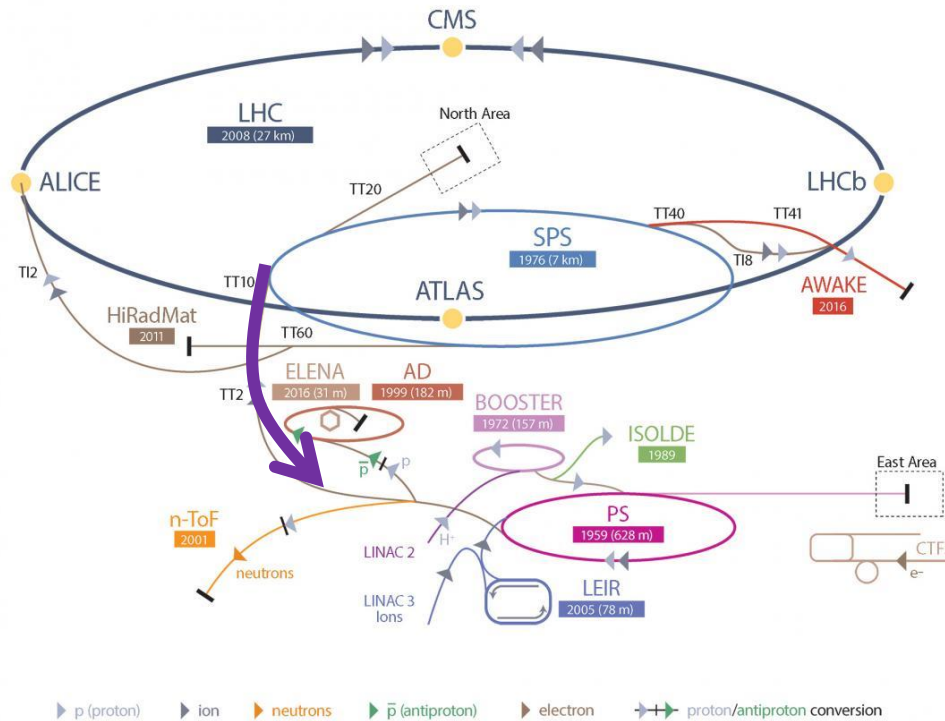 CMS
LHC
2008 (27 km)
North Area
ALICE
TT20
LHCb
TT40
TT41
SPS
1976 (7 km)
TI2
TT10
TI8
AWAKE
2016
ATLAS
HiRadMat
2011
TT60
ELENA
2016 (31 m)
AD
1999 (182 m)
TT2
BOOSTER
1972 (157 m)
ISOLDE
1989
p̅
p
East Area
n-ToF
2001
PS
1959 (628 m)
H⁺
LINAC 2
neutrons
CTF
e-
LINAC 3
Ions
LEIR
2005 (78 m)
p (proton)
ion
neutrons
p̅ (antiproton)
electron
proton/antiproton conversion